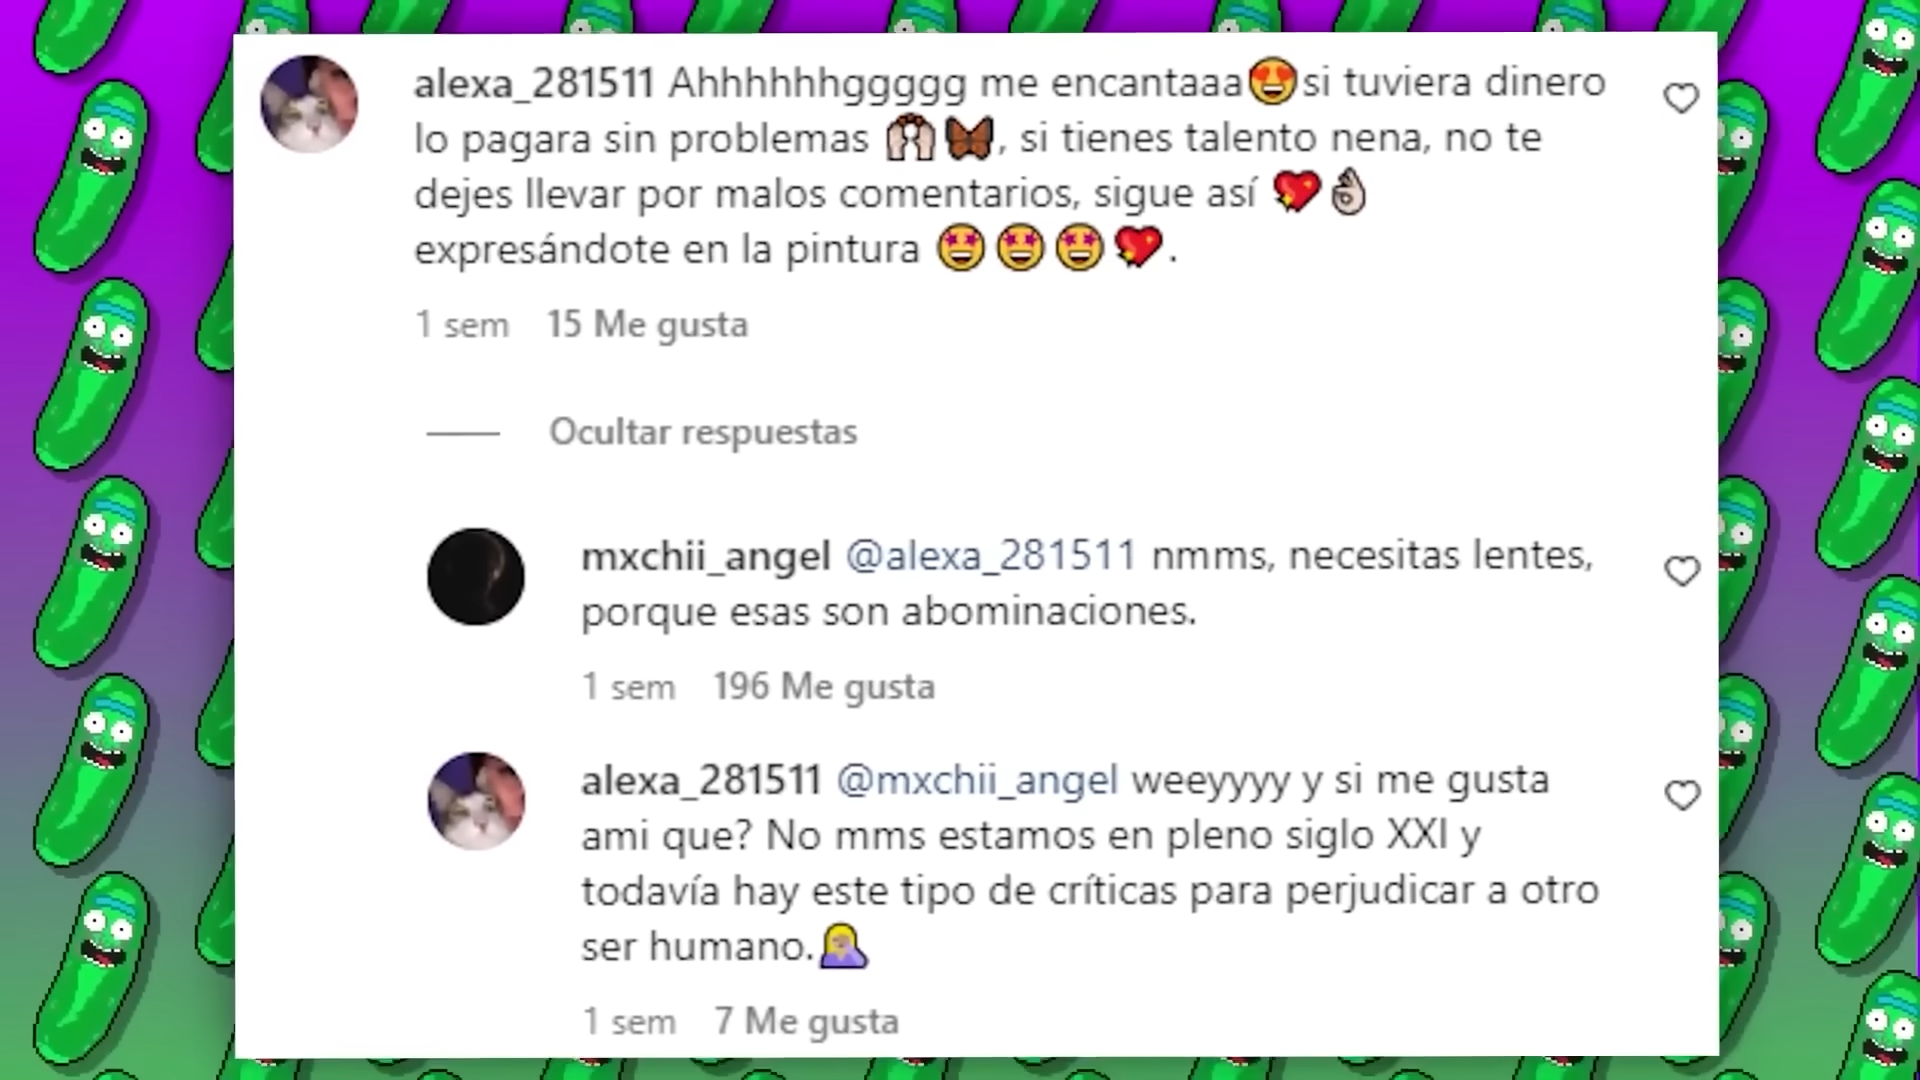 alexa_281511 Ahhhhhhggggg me encantaaa😍si tuviera dinero
lo pagara sin problemas 🙌🏻🦋, si tienes talento nena, no te
dejes llevar por malos comentarios, sigue así 💖👌🏻
expresándote en la pintura 🤩🤩🤩💖.
1 sem 15 Me gusta
Ocultar respuestas
mxchii_angel @alexa_281511 nmms, necesitas lentes,
porque esas son abominaciones.
1 sem 196 Me gusta
alexa_281511 @mxchii_angel weeyyyy y si me gusta
ami que? No mms estamos en pleno siglo XXI y
todavía hay este tipo de críticas para perjudicar a otro
ser humano.🤦🏼‍♀️
1 sem 7 Me gusta